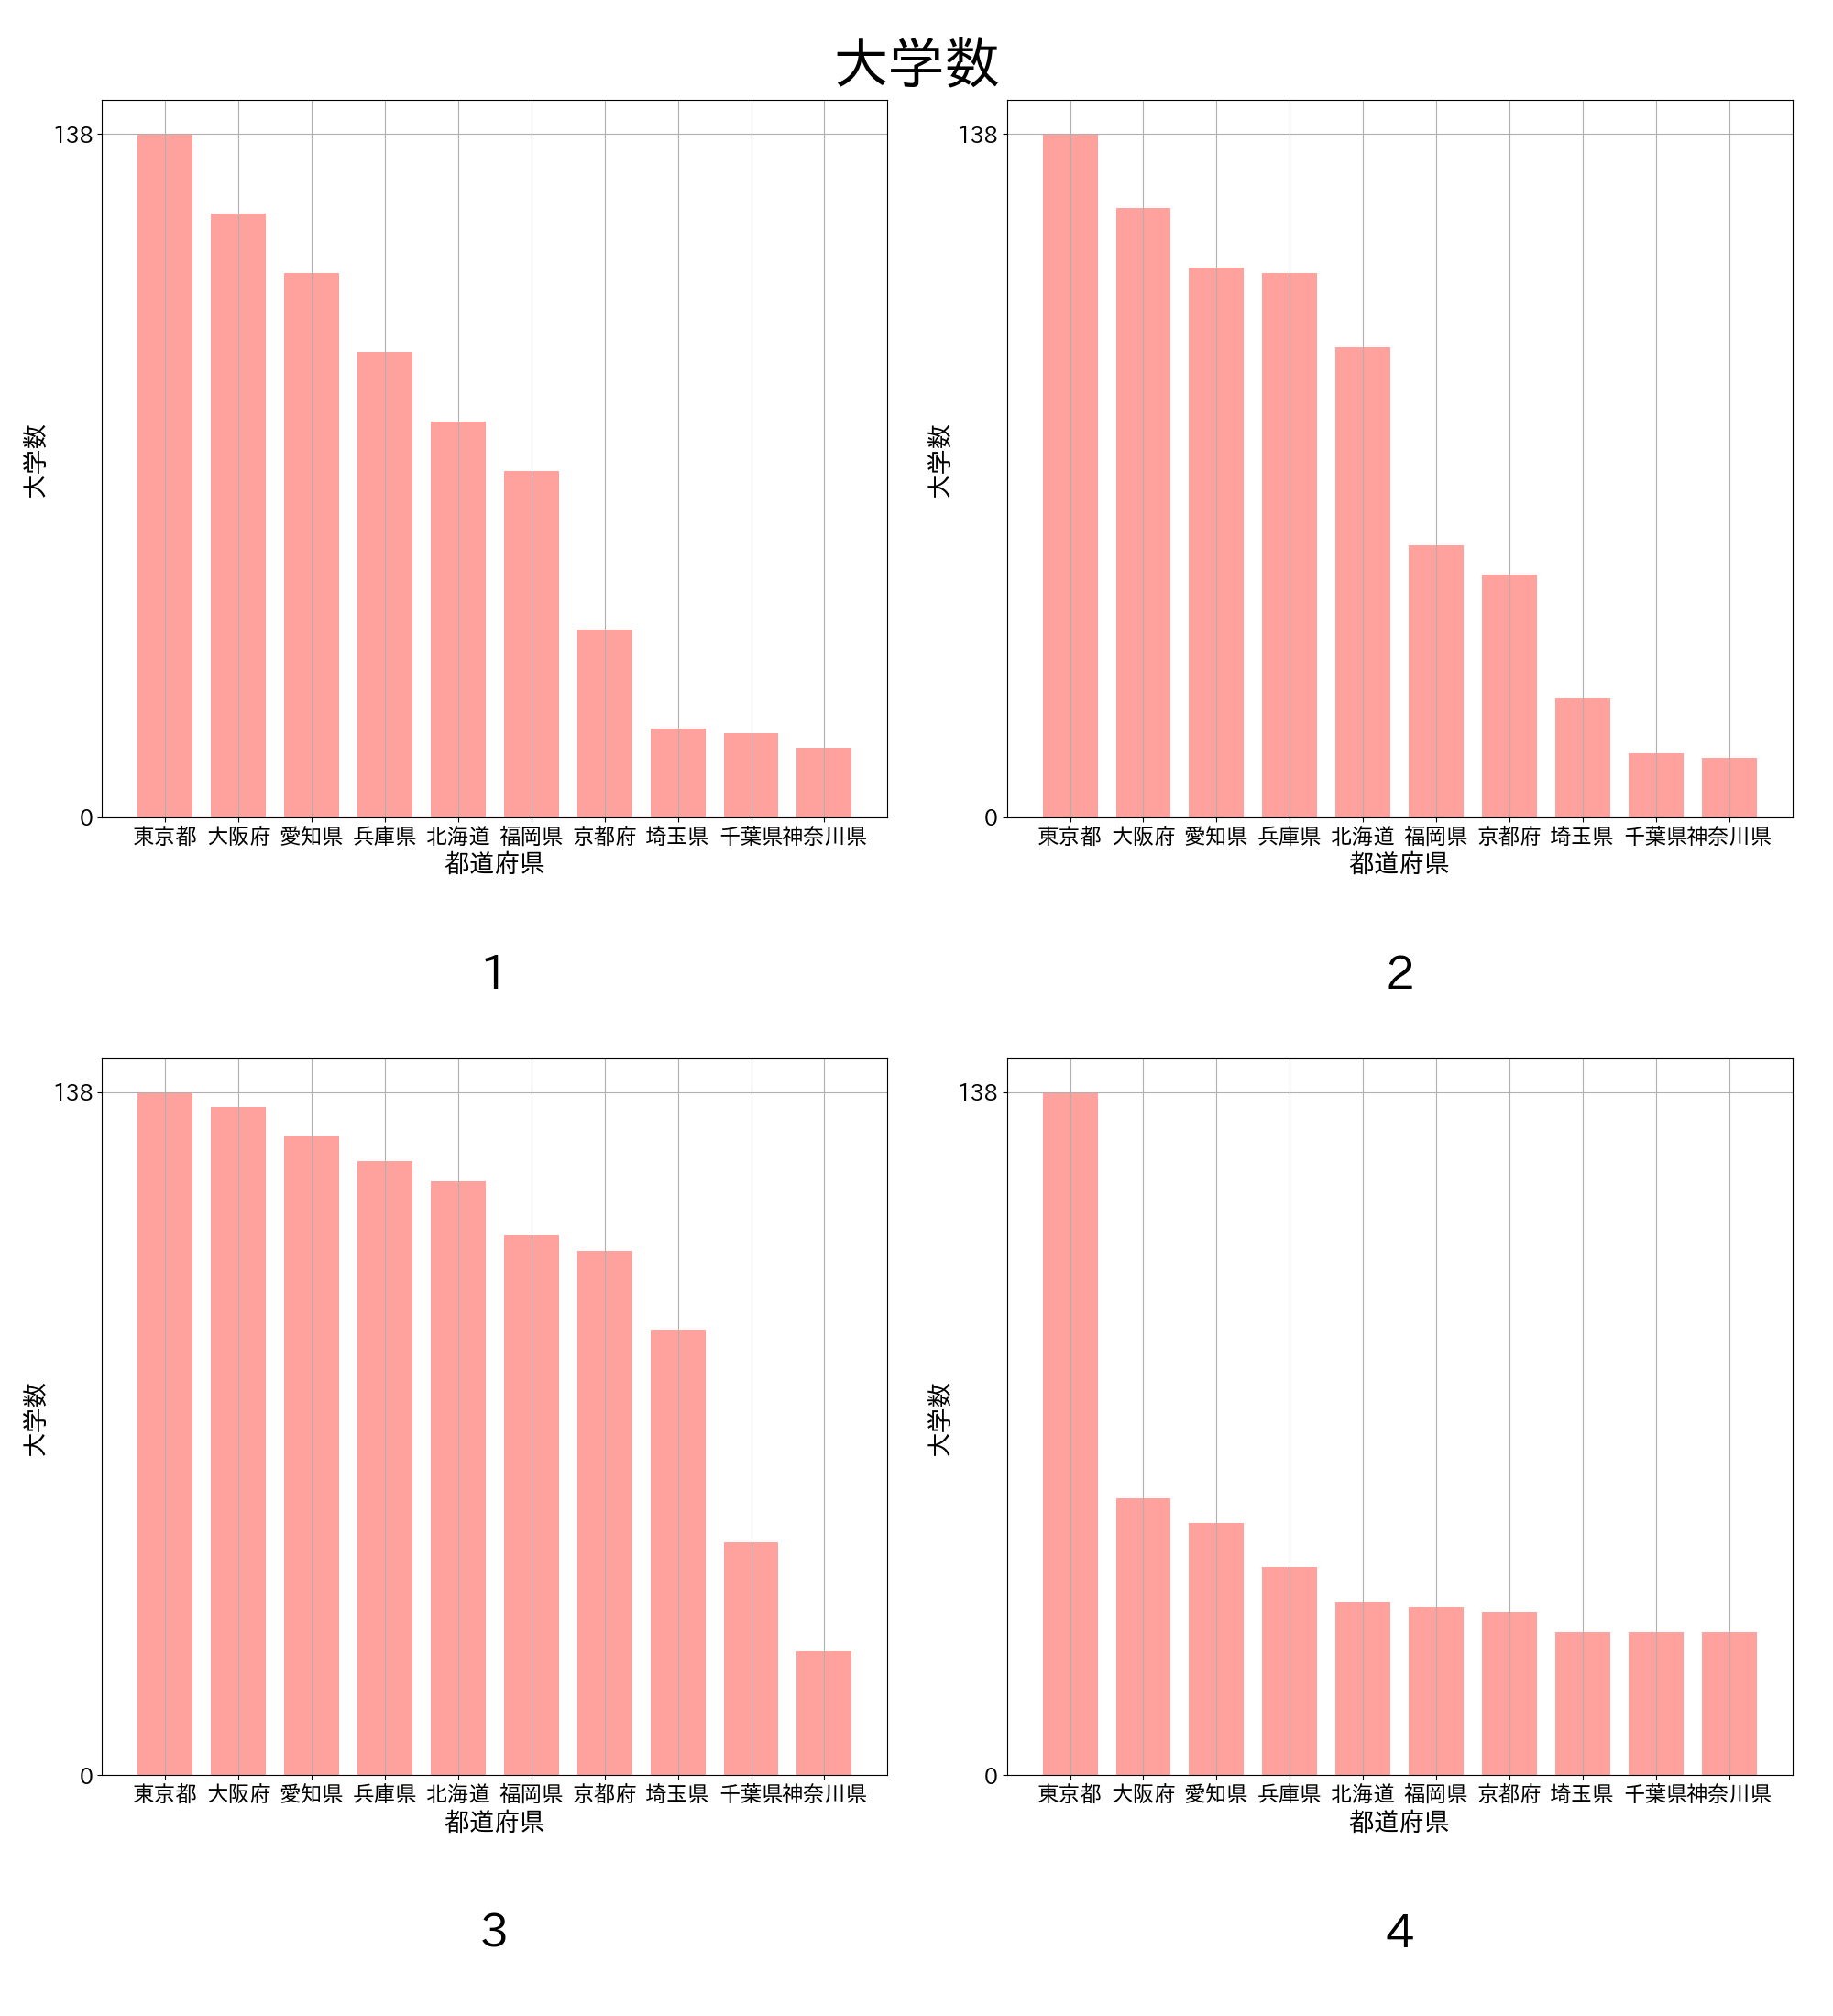 大学数
138
0
大学数
東京都 大阪府 愛知県 兵庫県 北海道 福岡県 京都府 埼玉県 千葉県 神奈川県
都道府県
1
138
0
大学数
東京都 大阪府 愛知県 兵庫県 北海道 福岡県 京都府 埼玉県 千葉県 神奈川県
都道府県
2
138
0
大学数
東京都 大阪府 愛知県 兵庫県 北海道 福岡県 京都府 埼玉県 千葉県 神奈川県
都道府県
3
138
0
大学数
東京都 大阪府 愛知県 兵庫県 北海道 福岡県 京都府 埼玉県 千葉県 神奈川県
都道府県
4